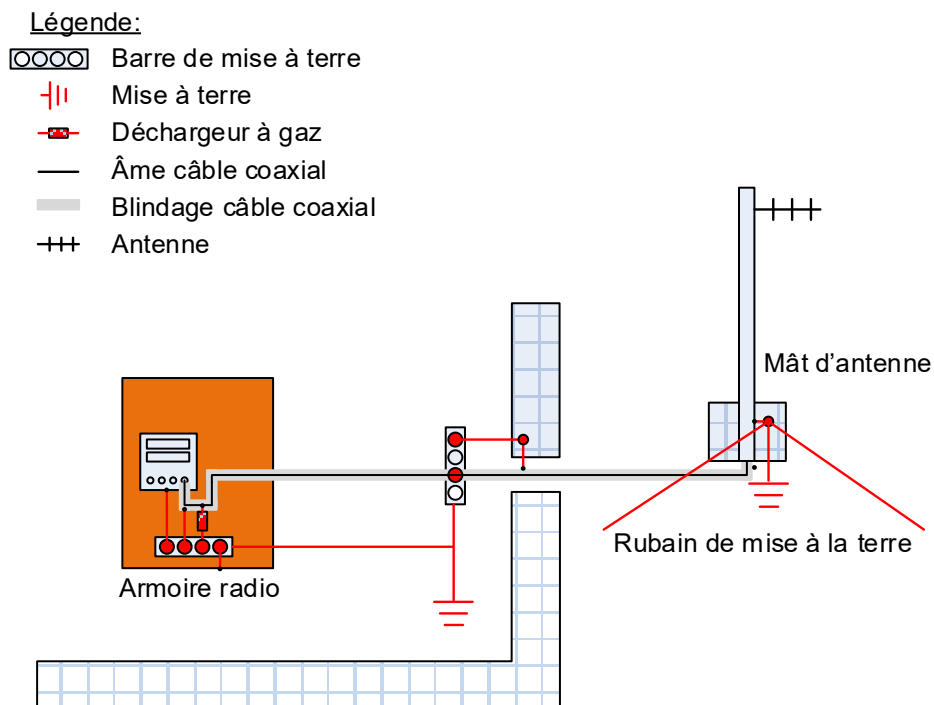 Légende:
Barre de mise à terre
Mise à terre
Déchargeur à gaz
Âme câble coaxial
Blindage câble coaxial
Antenne
Mât d'antenne
Rubain de mise à la terre
Armoire radio